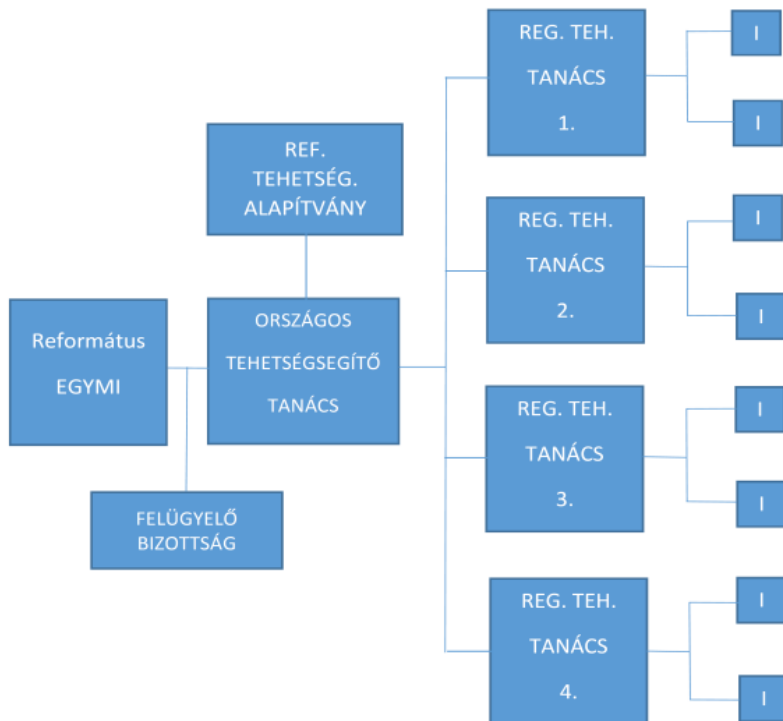 Református
EGYMI
FELÜGYELŐ
BIZOTTSÁG
REF.
TEHETSÉG.
ALAPÍTVÁNY
ORSZÁGOS
TEHETSÉGSEGÍTŐ
TANÁCS
REG. TEH.
TANÁCS
1.
I
I
REG. TEH.
TANÁCS
2.
I
I
REG. TEH.
TANÁCS
3.
I
I
REG. TEH.
TANÁCS
4.
I
I